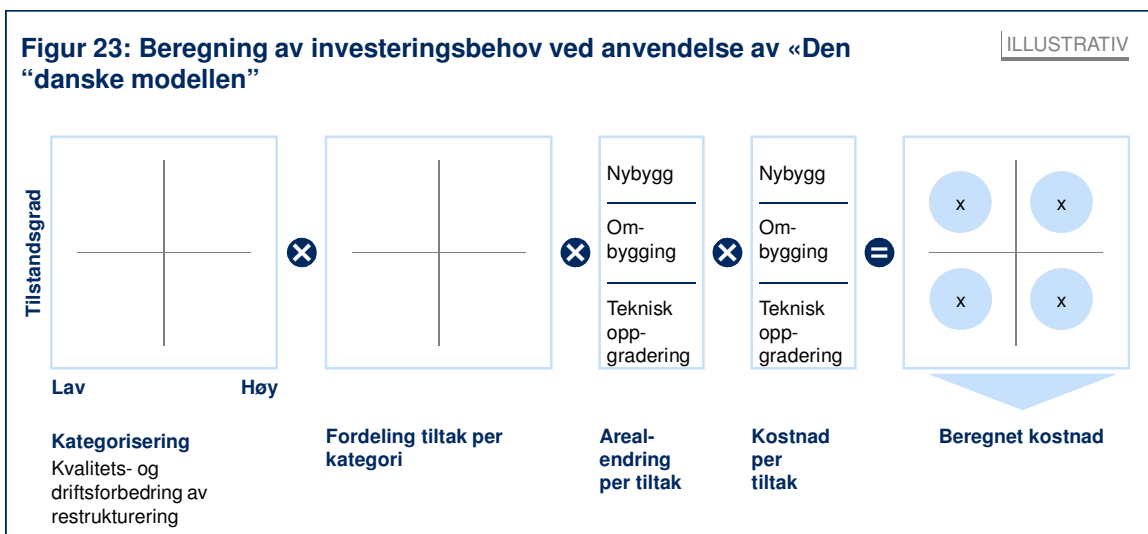 Figur 23: Beregning av investeringsbehov ved anvendelse av «Den
“danske modellen”
ILLUSTRATIV
Tilstandsgrad
Lav
Høy
Kategorisering
Kvalitets- og
driftsforbedring av
restrukturering
Fordeling tiltak per
kategori
Nybygg
Om-
bygging
Teknisk
opp-
gradering
Areal-
endring
per tiltak
Nybygg
Om-
bygging
Teknisk
opp-
gradering
Kostnad
per
tiltak
x
x
x
x
Beregnet kostnad